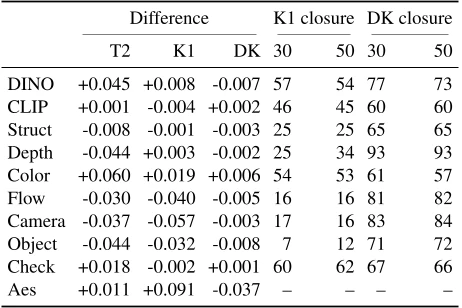 Difference K1 closure DK closure
T2 K1 DK 30 50 30 50
DINO +0.045 +0.008 -0.007 57 54 77 73
CLIP +0.001 -0.004 +0.002 46 45 60 60
Struct -0.008 -0.001 -0.003 25 25 65 65
Depth -0.044 +0.003 -0.002 25 34 93 93
Color +0.060 +0.019 +0.006 54 53 61 57
Flow -0.030 -0.040 -0.005 16 16 81 82
Camera -0.037 -0.057 -0.003 17 16 83 84
Object -0.044 -0.032 -0.008 7 12 71 72
Check +0.018 -0.002 +0.001 60 62 67 66
Aes +0.011 +0.091 -0.037 – – – –